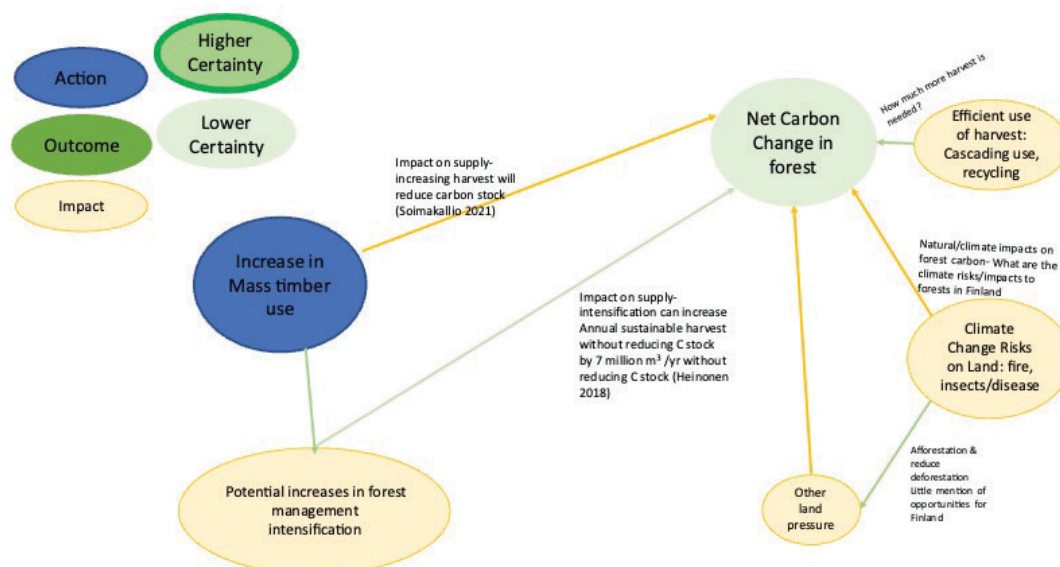 Higher
Certainty
Action
Lower
Certainty
Outcome
Impact
Net Carbon
Change in
forest
How much more harvest is
needed?
Efficient use
of harvest:
Cascading use,
recycling
Impact on supply-
increasing harvest will
reduce carbon stock
(Soimakallio 2021)
Increase in
Mass timber
use
Natural/climate impacts on
forest carbon- What are the
climate risks/impacts to
forests in Finland
Impact on supply-
intensification can increase
Annual sustainable harvest
without reducing C stock
by 7 million m³ /yr without
reducing C stock (Heinonen
2018)
Climate
Change Risks
on Land: fire,
insects/disease
Afforestation &
reduce
deforestation
Little mention of
opportunities for
Finland
Potential increases in forest
management
intensification
Other
land
pressure